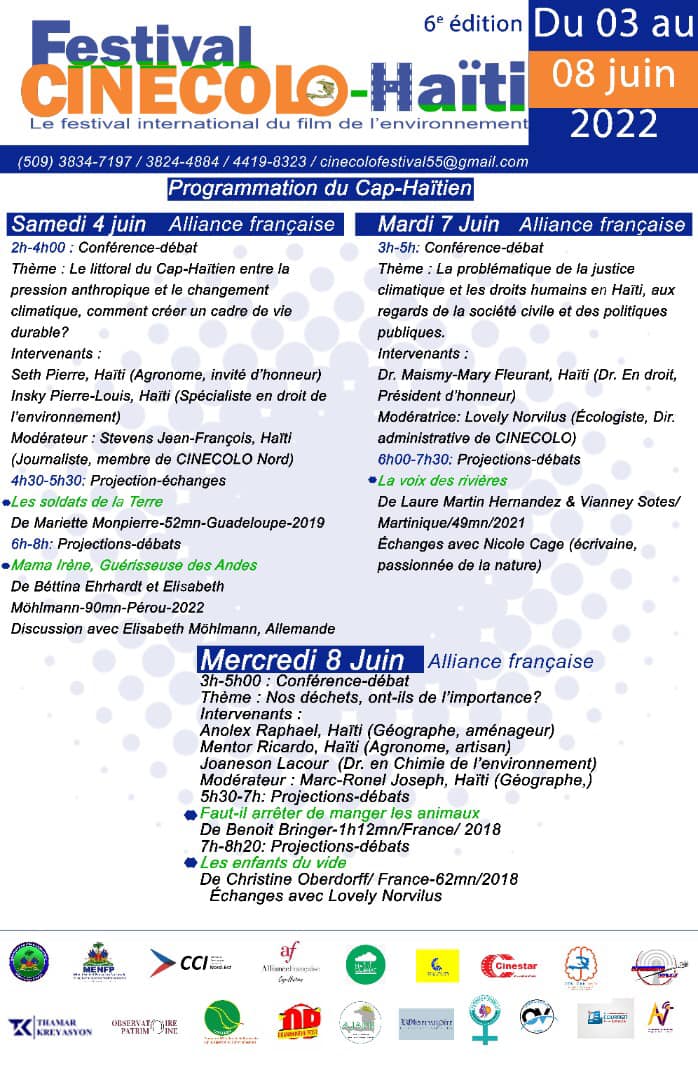 Festival
CINECOLO-Haïti
Le festival international du film de l'environnement
6e édition
Du 03 au
08 juin
2022
(509) 3834-7197 / 3824-4884 / 4419-8323 / cinecolofestival55@gmail.com
Programmation du Cap-Haïtien
Samedi 4 juin Alliance française
2h-4h00 : Conférence-débat
Thème : Le littoral du Cap-Haïtien entre la
pression anthropique et le changement
climatique, comment créer un cadre de vie
durable?
Intervenants :
Seth Pierre, Haïti (Agronome, invité d'honneur)
Insky Pierre-Louis, Haïti (Spécialiste en droit de
l'environnement)
Modérateur : Stevens Jean-François, Haïti
(Journaliste, membre de CINECOLO Nord)
4h30-5h30: Projection-échanges
Les soldats de la Terre
De Mariette Monpierre-52mn-Guadeloupe-2019
6h-8h: Projections-débats
Mama Irène, Guérisseuse des Andes
De Béttina Ehrhardt et Elisabeth
Möhlmann-90mn-Pérou-2022
Discussion avec Elisabeth Möhlmann, Allemande
Mardi 7 Juin Alliance française
3h-5h: Conférence-débat
Thème : La problématique de la justice
climatique et les droits humains en Haïti, aux
regards de la société civile et des politiques
publiques.
Intervenants :
Dr. Maismy-Mary Fleurant, Haïti (Dr. En droit,
Président d'honneur)
Modératrice: Lovely Norvilus (Écologiste, Dir.
administrative de CINECOLO)
6h00-7h30: Projections-débats
La voix des rivières
De Laure Martin Hernandez & Vianney Sotes/
Martinique/49mn/2021
Échanges avec Nicole Cage (écrivaine,
passionnée de la nature)
Mercredi 8 Juin Alliance française
3h-5h00 : Conférence-débat
Thème : Nos déchets, ont-ils de l'importance?
Intervenants :
Anolex Raphael, Haïti (Géographe, aménageur)
Mentor Ricardo, Haïti (Agronome, artisan)
Joaneson Lacour (Dr. en Chimie de l'environnement)
Modérateur : Marc-Ronel Joseph, Haïti (Géographe,)
5h30-7h: Projections-débats
Faut-il arrêter de manger les animaux
De Benoit Bringer-1h12mn/France/ 2018
7h-8h20: Projections-débats
Les enfants du vide
De Christine Oberdorff/ France-62mn/2018
Échanges avec Lovely Norvilus
MENFP
CCI
af
AllianceFrançaise
Cap-Haïtien
Cinestar
THAMAR
KREYASYON
OBSERVAT IRE
PATRIM INE